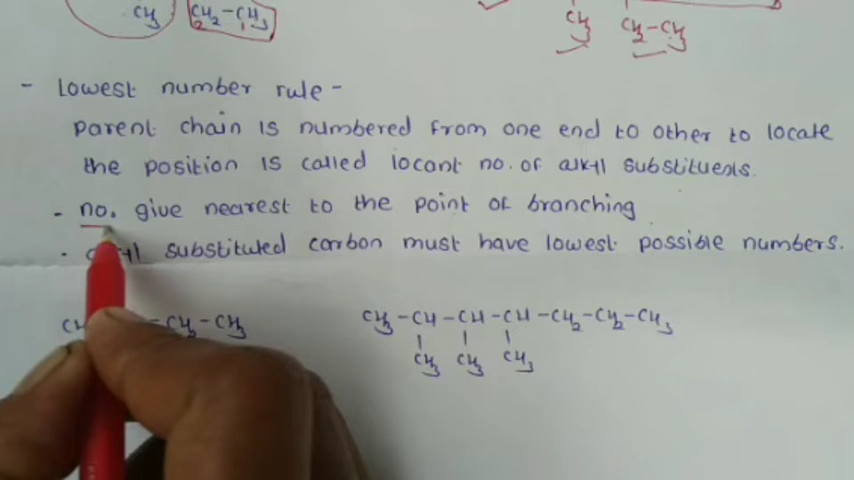 CH3 CH2-CH3
CH3 CH2-CH3
- Lowest number rule -
parent chain is numbered from one end to other to locate
the position is called locant no. of alkyl substituents.
- no. give nearest to the point of branching
- substituted carbon must have lowest possible numbers.
-CH2-CH3 CH3-CH-CH-CH-CH2-CH2-CH3
CH3 CH3 CH3